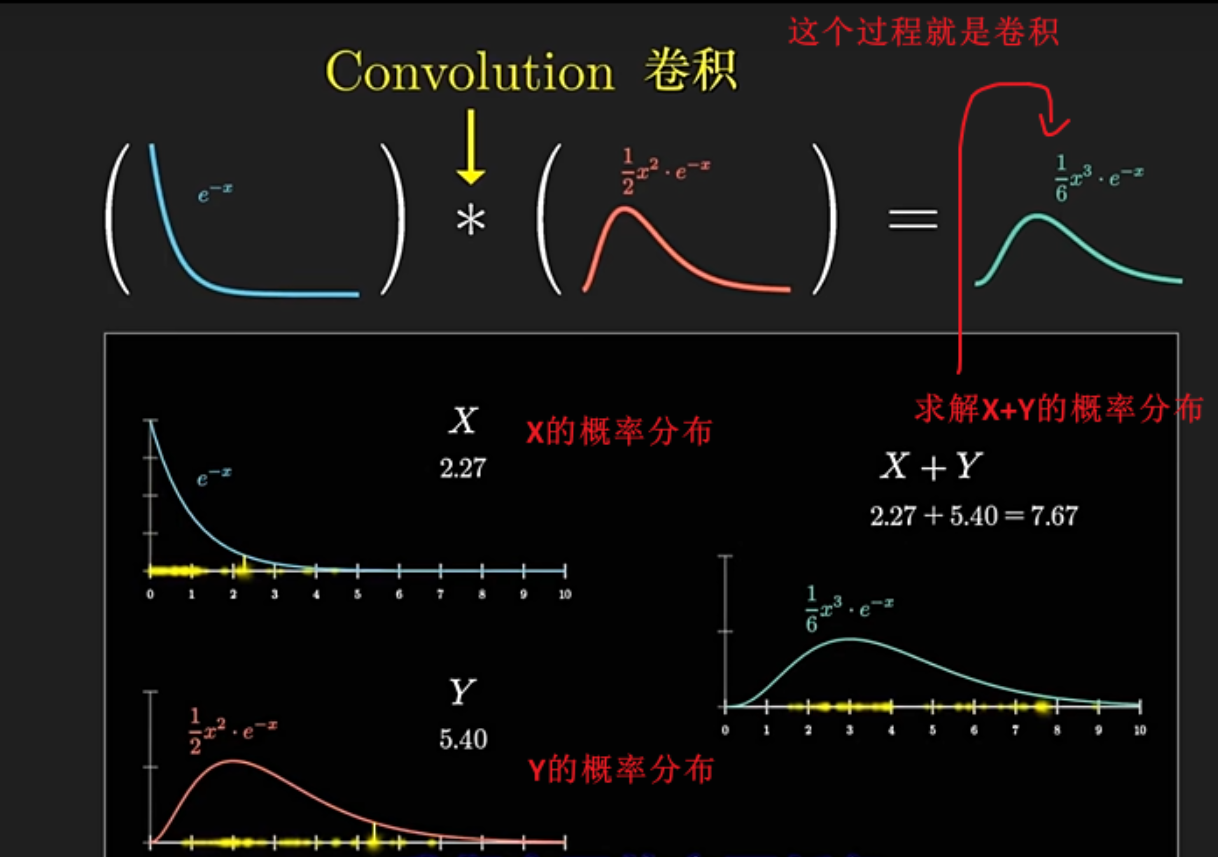 这个过程就是卷积
Convolution 卷积
( e^{-x} ) * ( \frac{1}{2}x^2 · e^{-x} ) = \frac{1}{6}x^3 · e^{-x}
求解X+Y的概率分布
X
X的概率分布
2.27
e^{-x}
0 1 2 3 4 5 6 7 8 9 10
X + Y
2.27 + 5.40 = 7.67
\frac{1}{6}x^3 · e^{-x}
0 1 2 3 4 5 6 7 8 9 10
Y
\frac{1}{2}x^2 · e^{-x}
5.40
Y的概率分布